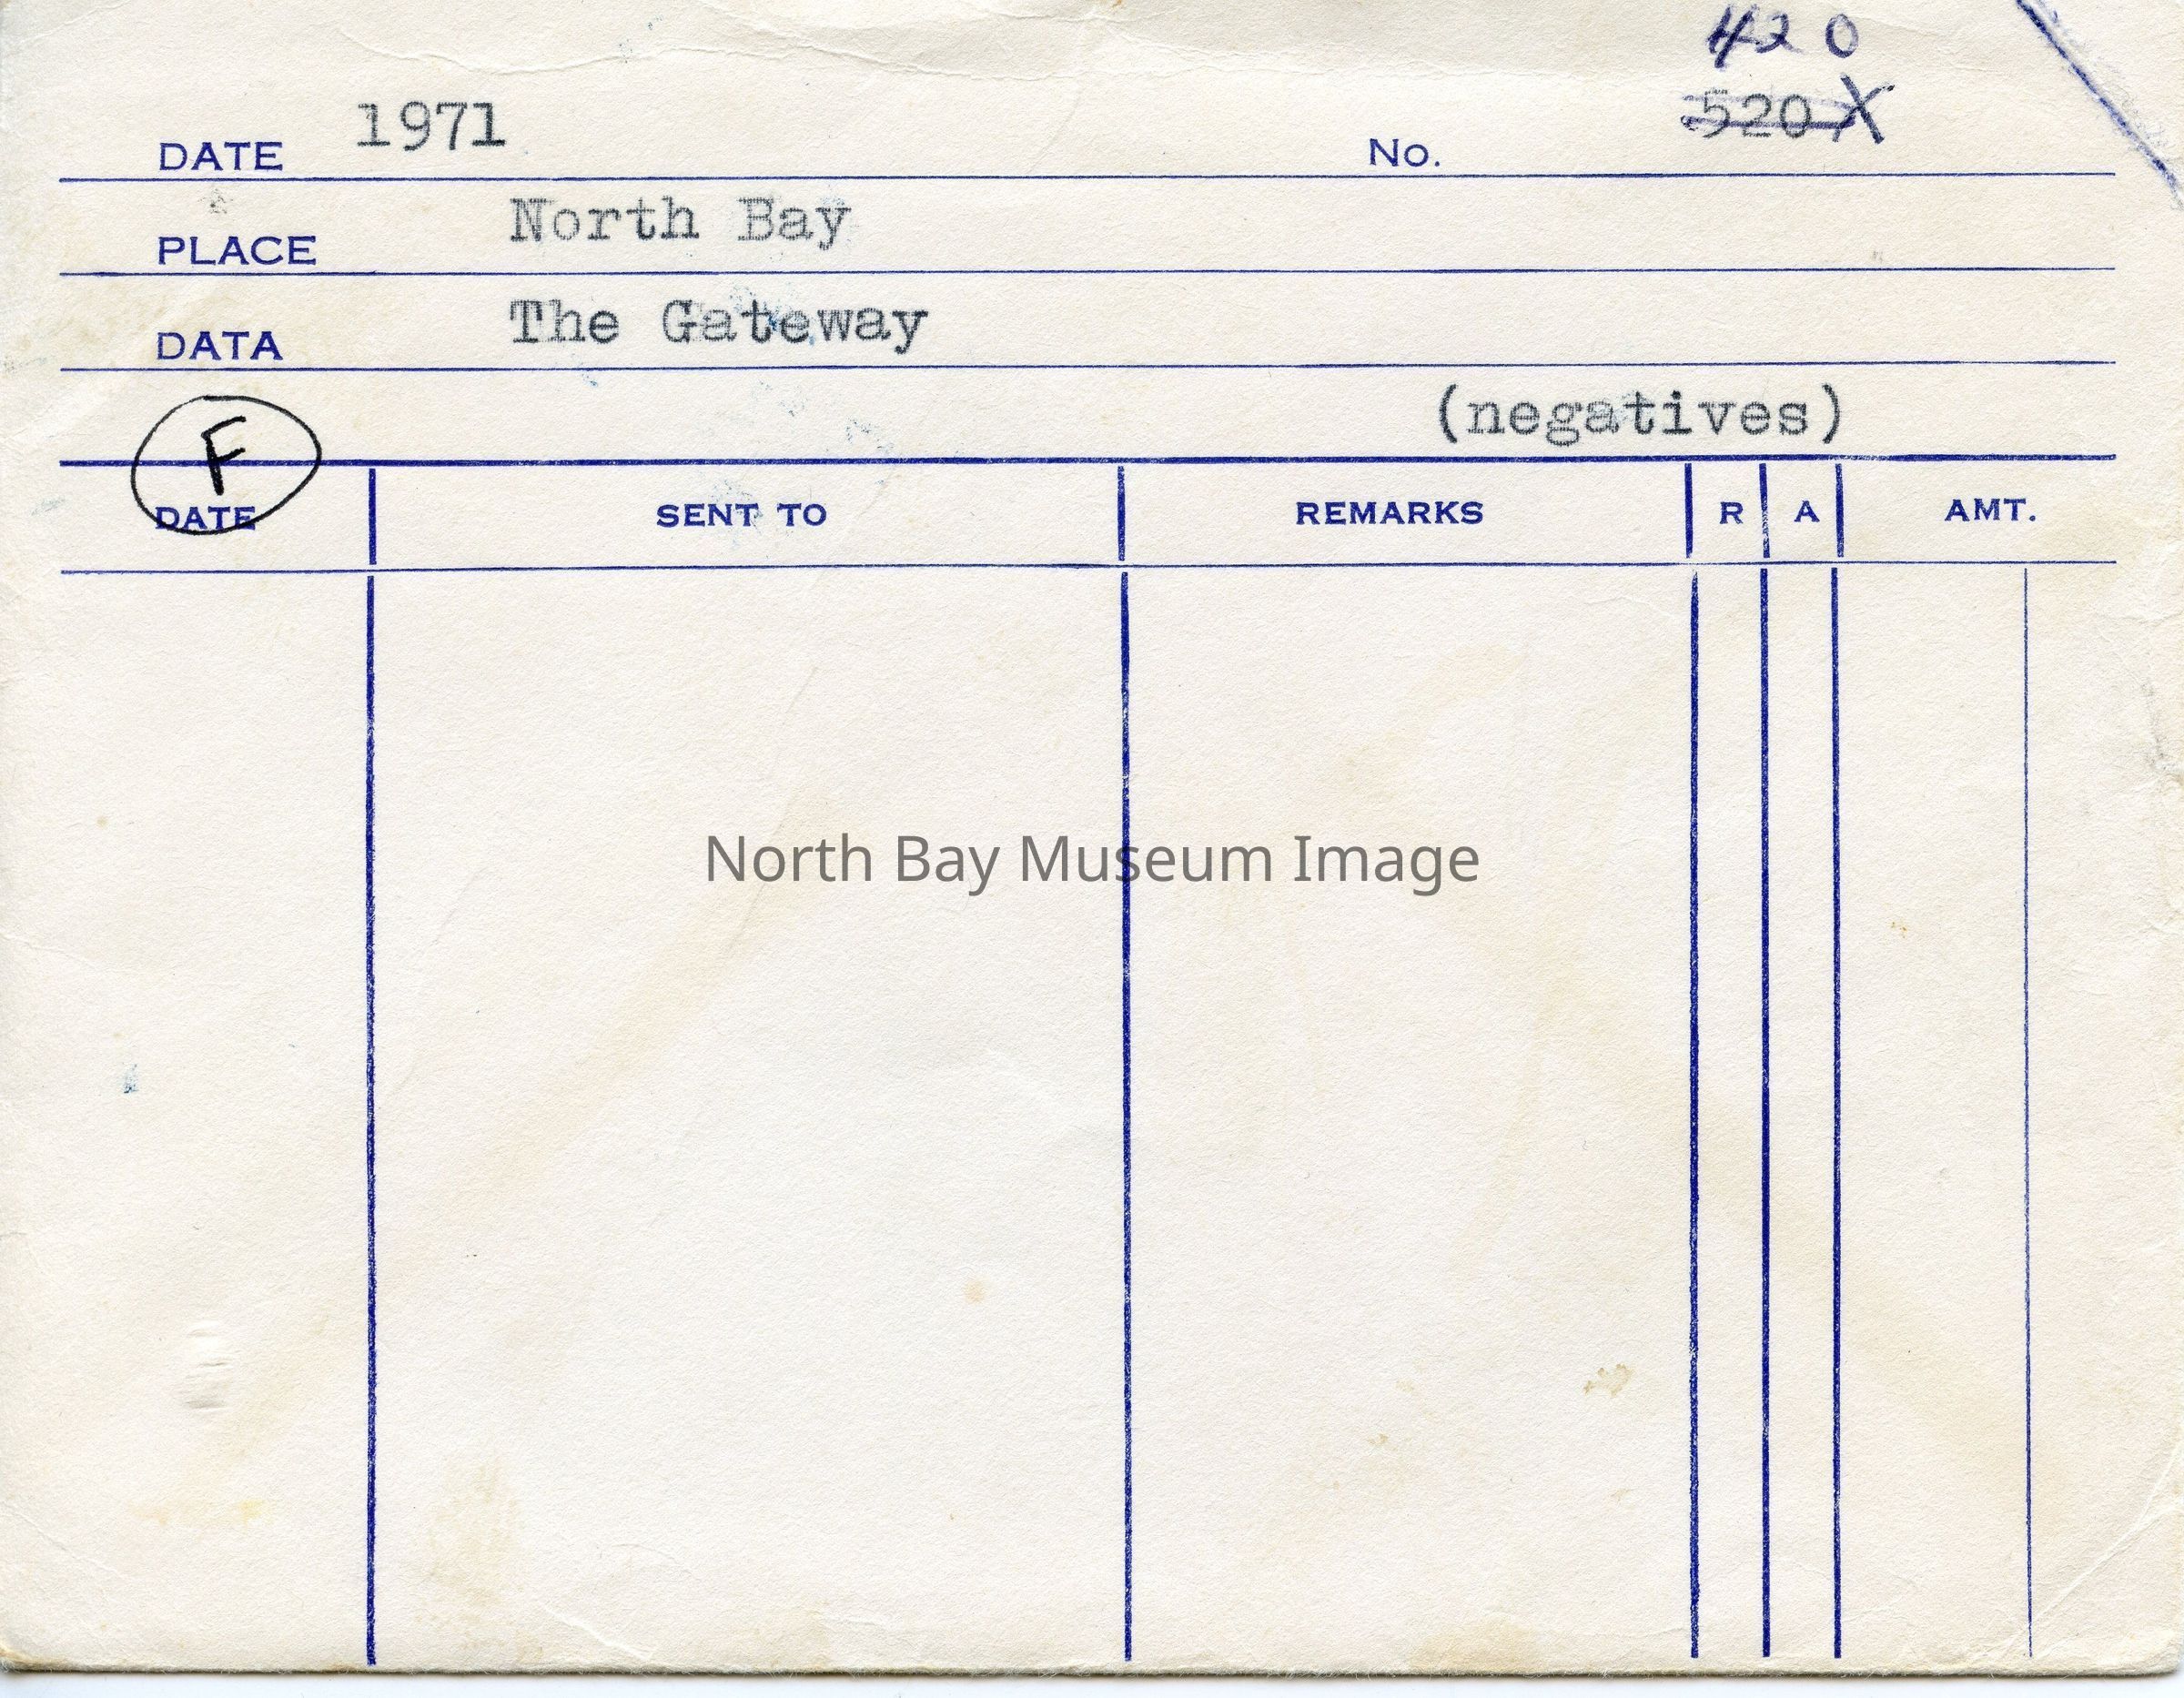 420
DATE 1971 No. 520X
PLACE North Bay
DATA The Gateway
(negatives)
F
DATE SENT TO REMARKS R A AMT.
North Bay Museum Image